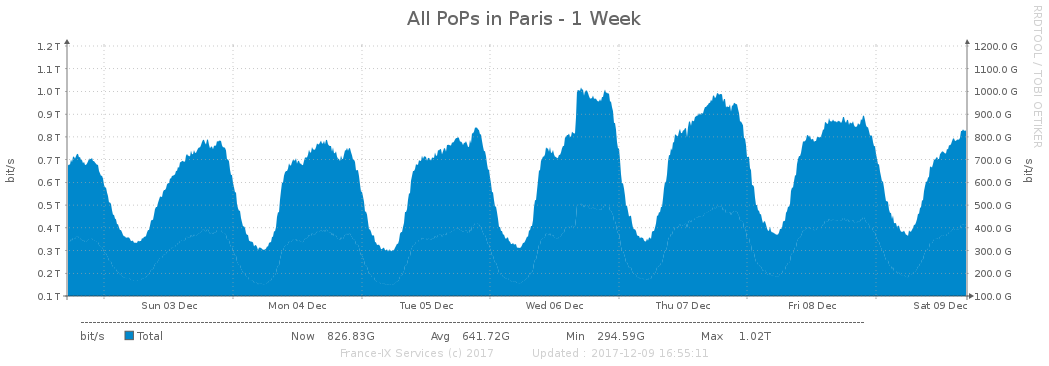 All PoPs in Paris - 1 Week
RRDTOOL / TOBI OETIKER
1.2 T 1200.0 G
1.1 T 1100.0 G
1.0 T 1000.0 G
0.9 T 900.0 G
0.8 T 800.0 G
0.7 T 700.0 G
0.6 T 600.0 G
0.5 T 500.0 G
0.4 T 400.0 G
0.3 T 300.0 G
0.2 T 200.0 G
0.1 T 100.0 G
bit/s
bit/s
Sun 03 Dec Mon 04 Dec Tue 05 Dec Wed 06 Dec Thu 07 Dec Fri 08 Dec Sat 09 Dec
bit/s Total Now 826.83G Avg 641.72G Min 294.59G Max 1.02T
France-IX Services (c) 2017 Updated : 2017-12-09 16:55:11